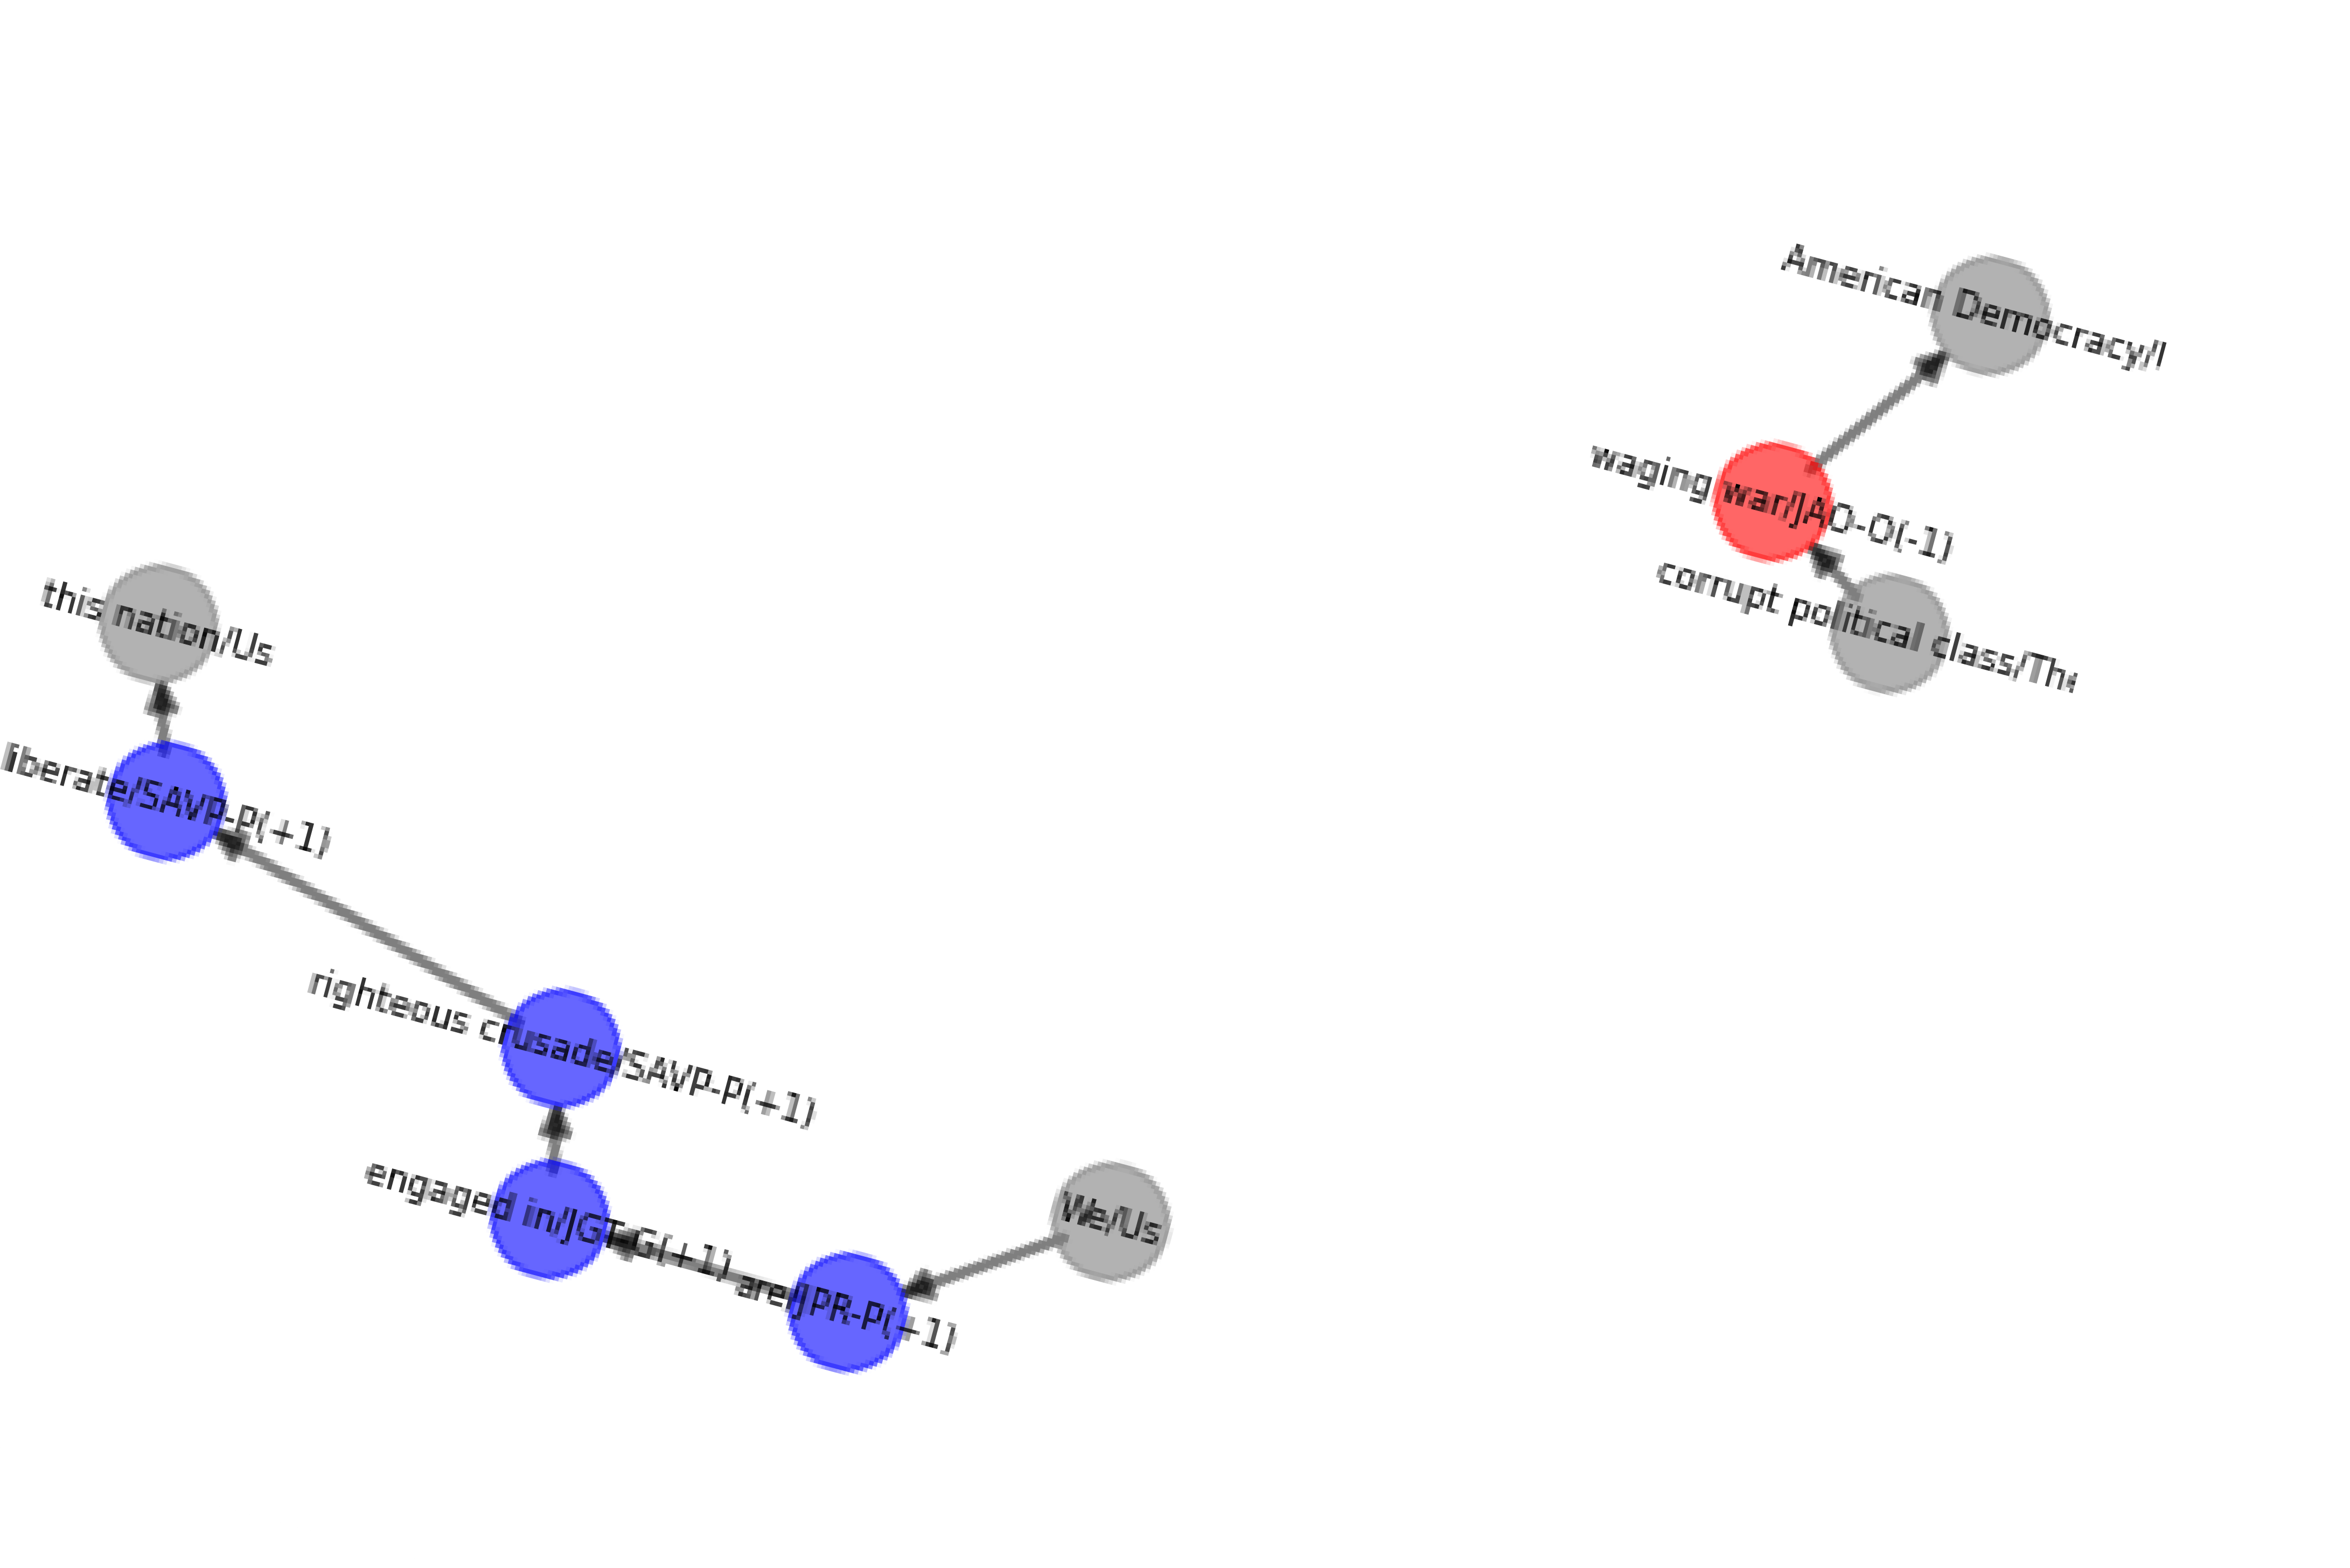 American Democracy/I
waging war/JAO-O(-1)
corrupt political class/The
this nation/Us
liberate/SAVP-P(+1)
righteous crusade/SAVP-P(+1)
engaged in/JGT-G(+1)
We/Us
are/JPR-P(+1)